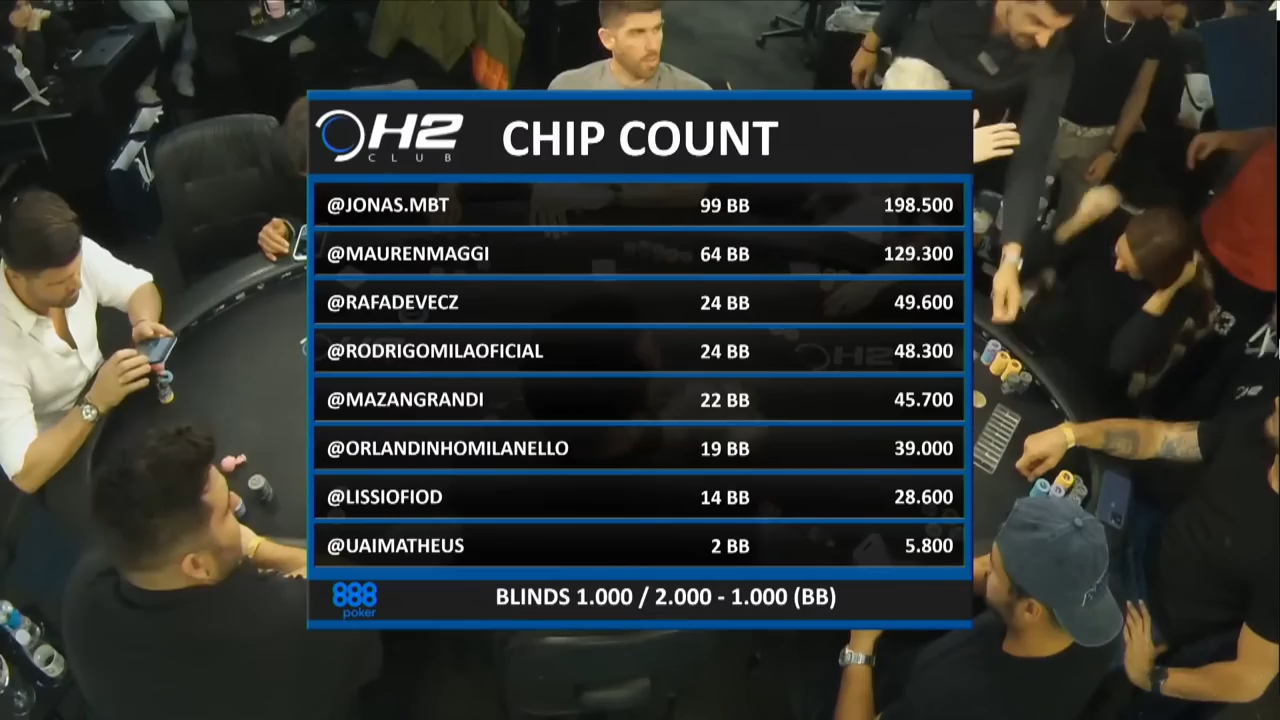 H2
CLUB
CHIP COUNT
@JONAS.MBT 99 BB 198.500
@MAURENMAGGI 64 BB 129.300
@RAFADEVECZ 24 BB 49.600
@RODRIGOMILAOFICIAL 24 BB 48.300
@MAZANGRANDI 22 BB 45.700
@ORLANDINHOMILANELLO 19 BB 39.000
@LISSIOFIOD 14 BB 28.600
@UAIMATHEUS 2 BB 5.800
888
poker
BLINDS 1.000 / 2.000 - 1.000 (BB)